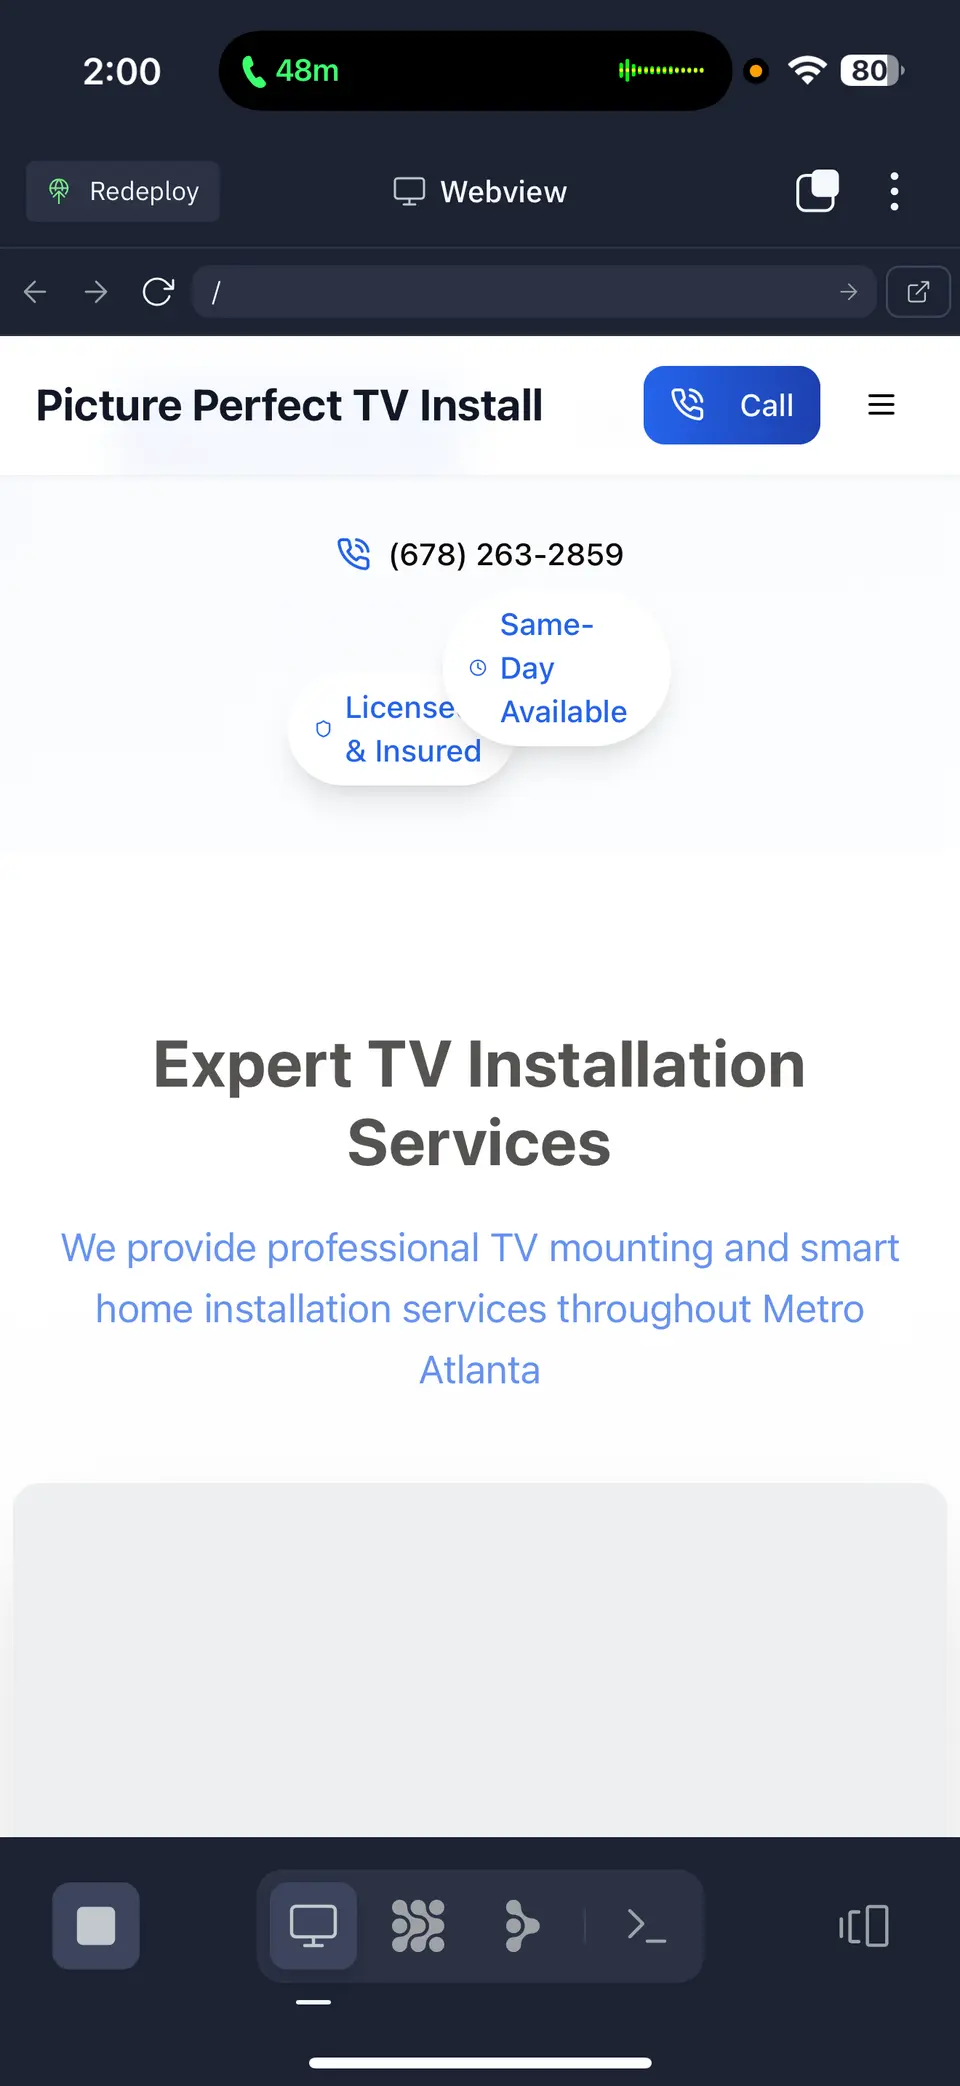 2:00
48m
80
Redeploy
Webview
/
Picture Perfect TV Install
Call
(678) 263-2859
Same-
Day
Available
License
& Insured
Expert TV Installation
Services
We provide professional TV mounting and smart
home installation services throughout Metro
Atlanta